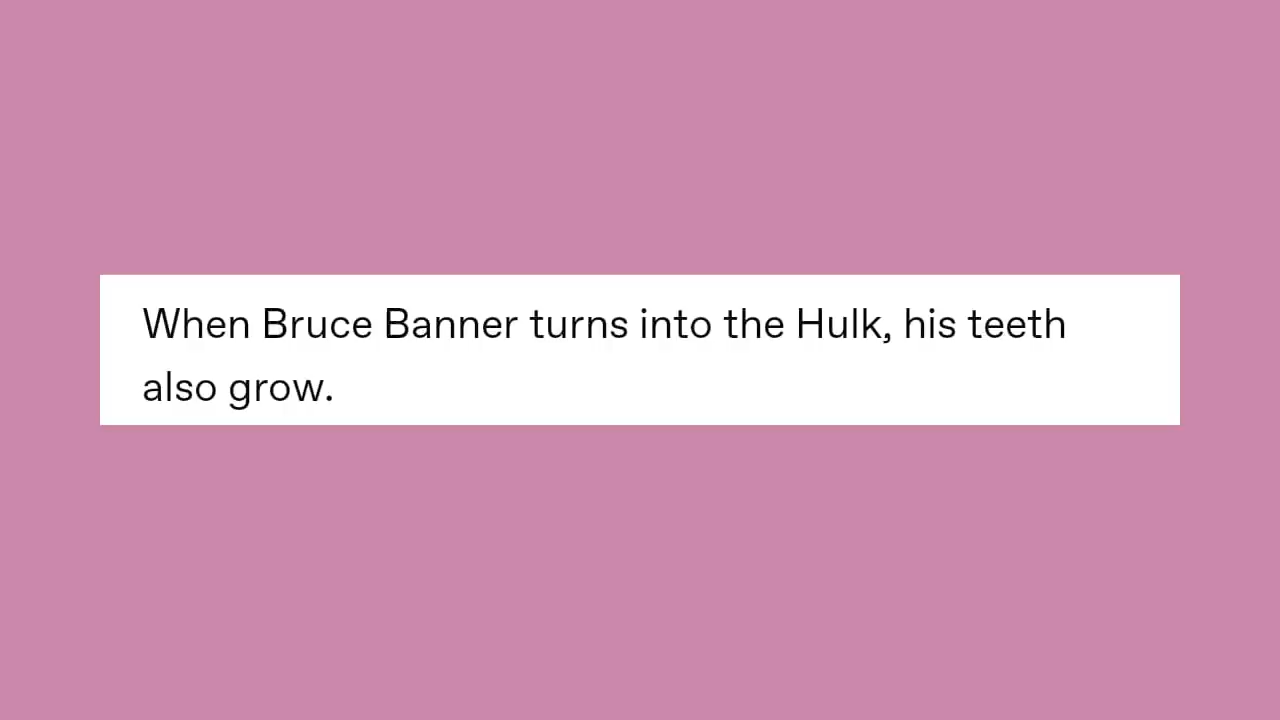 When Bruce Banner turns into the Hulk, his teeth
also grow.